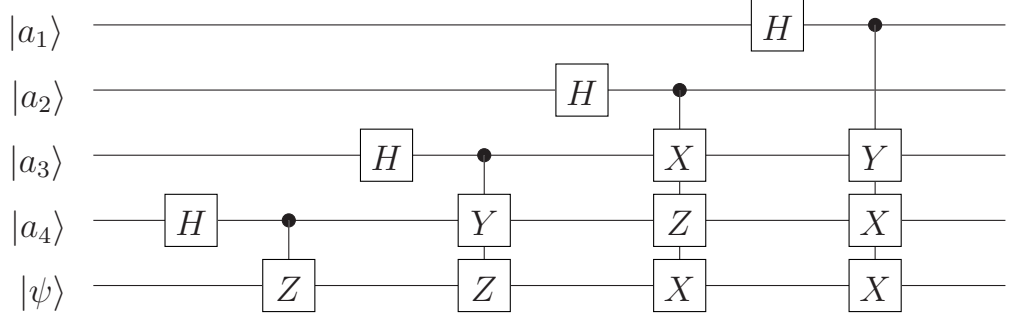 |a₁⟩ H
|a₂⟩ H
|a₃⟩ H X Y
|a₄⟩ H Y Z X
|ψ⟩ Z Z X X